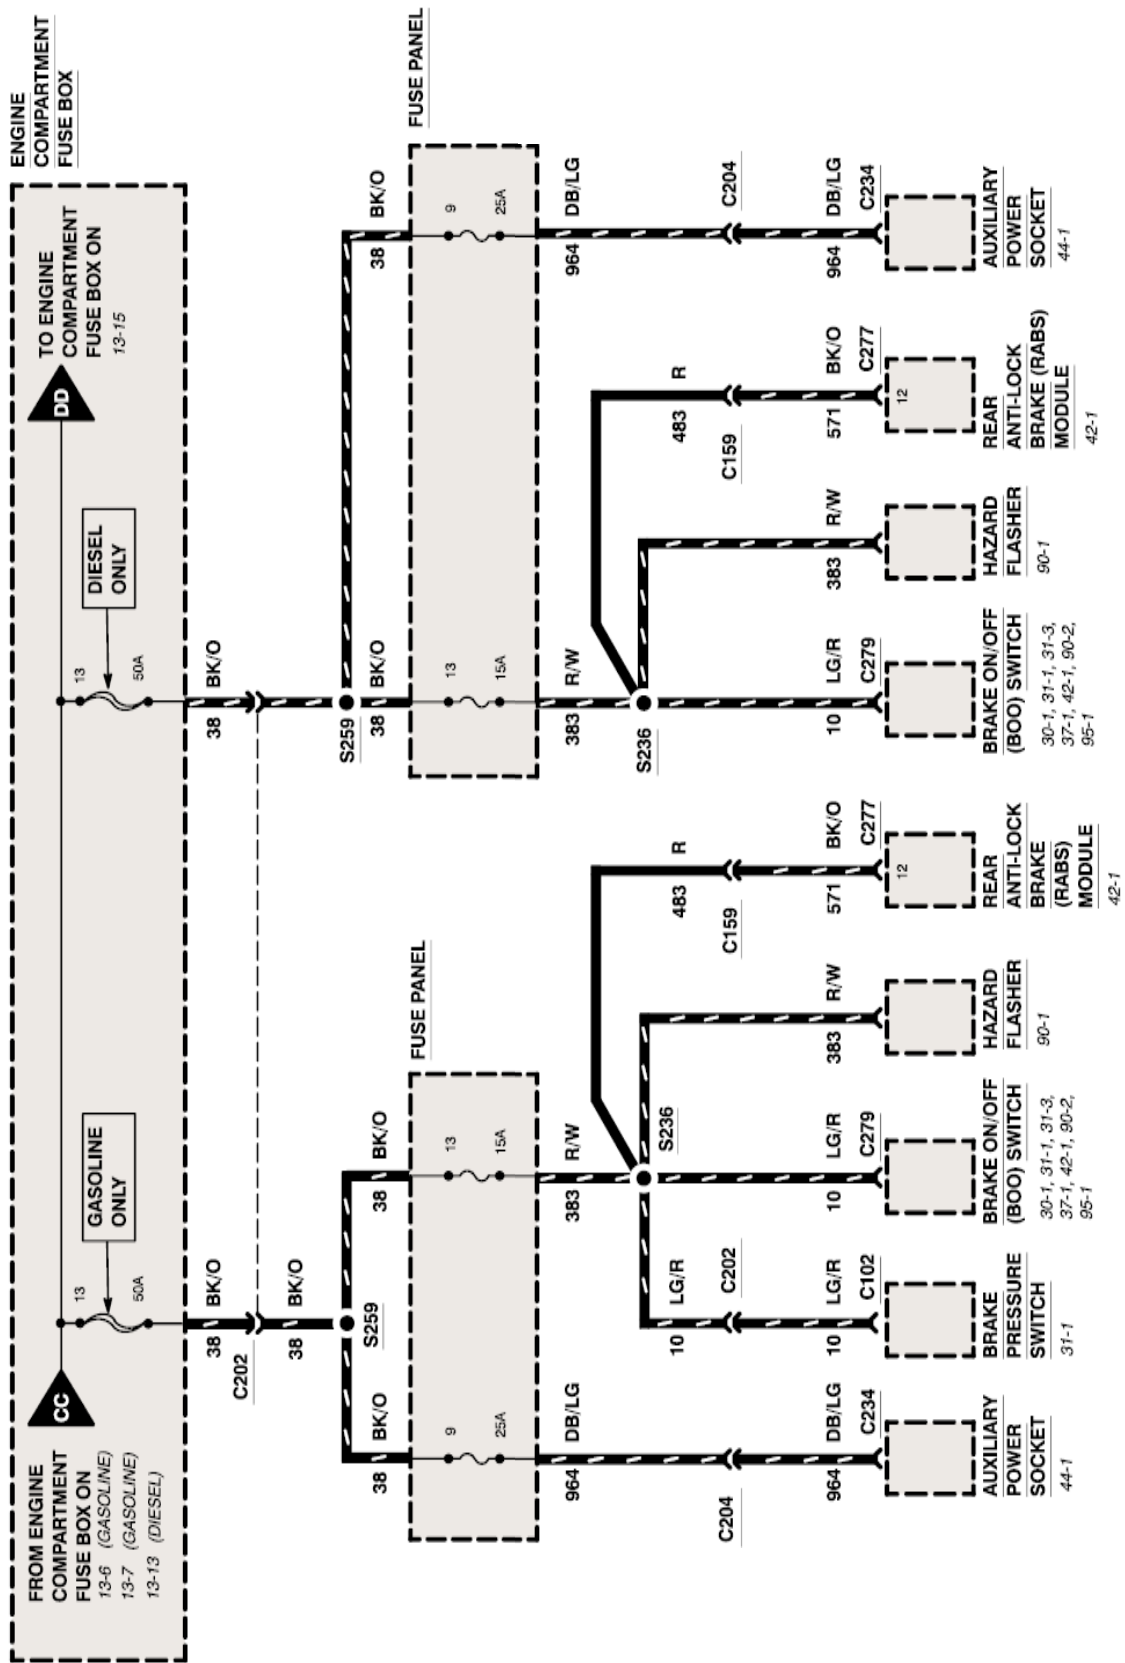 ENGINE
COMPARTMENT
FUSE BOX
FROM ENGINE
COMPARTMENT
FUSE BOX ON
13-6 (GASOLINE)
13-7 (GASOLINE)
13-13 (DIESEL)
CC
13
50A
GASOLINE
ONLY
13
50A
DIESEL
ONLY
DD
TO ENGINE
COMPARTMENT
FUSE BOX ON
13-15
38
BK/O
C202
38
BK/O
S259
38
BK/O
38
BK/O
FUSE PANEL
9
25A
13
15A
38
BK/O
S259
38
BK/O
38
BK/O
FUSE PANEL
13
15A
9
25A
964
DB/LG
C204
964
DB/LG
C234
AUXILIARY
POWER
SOCKET
44-1
383
R/W
S236
10
LG/R
C202
10
LG/R
C102
BRAKE
PRESSURE
SWITCH
31-1
10
LG/R
C279
BRAKE ON/OFF
(BOO) SWITCH
30-1, 31-1, 31-3,
37-1, 42-1, 90-2,
95-1
383
R/W
HAZARD
FLASHER
90-1
483
R
C159
571
BK/O
C277
12
REAR
ANTI-LOCK
BRAKE
(RABS)
MODULE
42-1
383
R/W
S236
10
LG/R
C279
BRAKE ON/OFF
(BOO) SWITCH
30-1, 31-1, 31-3,
37-1, 42-1, 90-2,
95-1
383
R/W
HAZARD
FLASHER
90-1
483
R
C159
571
BK/O
C277
12
REAR
ANTI-LOCK
BRAKE (RABS)
MODULE
42-1
964
DB/LG
C204
964
DB/LG
C234
AUXILIARY
POWER
SOCKET
44-1